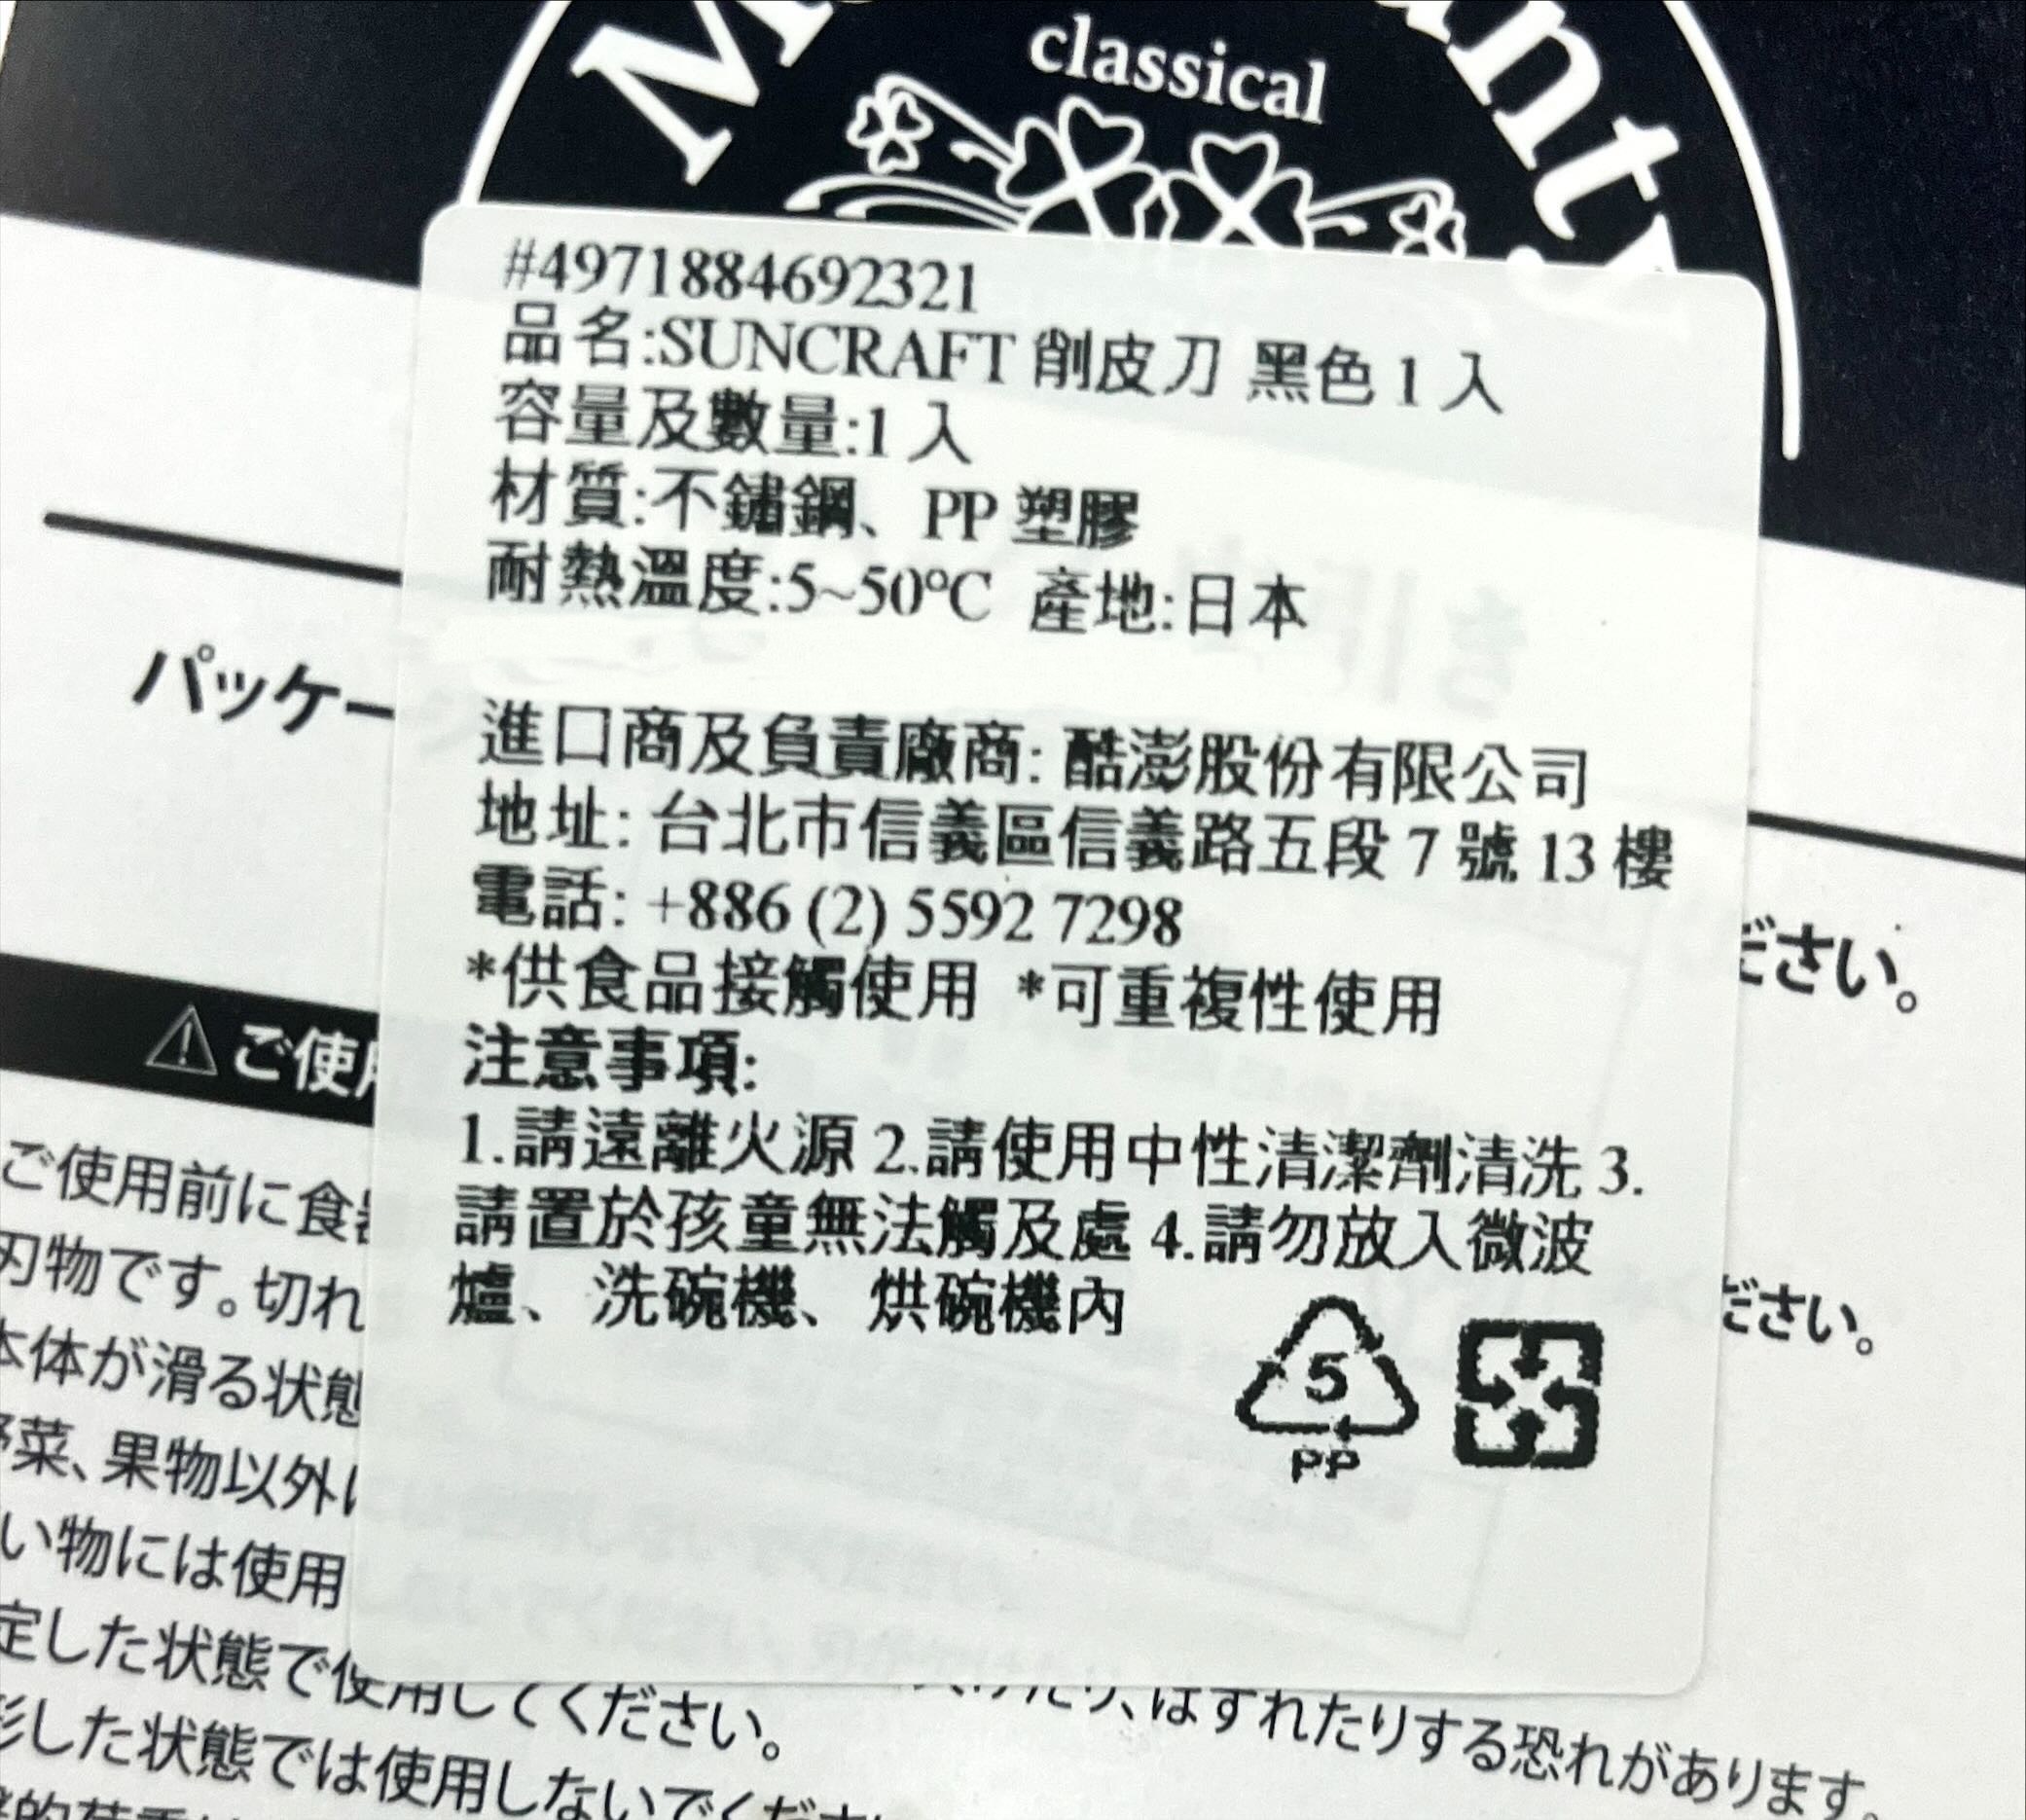 classical
#4971884692321
品名:SUNCRAFT 削皮刀 黑色 1 入
容量及數量:1 入
材質:不鏽鋼、PP 塑膠
耐熱溫度:5~50℃ 產地:日本
パッケー
進口商及負責廠商: 酷澎股份有限公司
地址: 台北市信義區信義路五段 7 號 13 樓
電話: +886 (2) 5592 7298
ださい。
*供食品接觸使用 *可重複性使用
注意事項:
ご使用
1.請遠離火源 2.請使用中性清潔劑清洗 3.
請置於孩童無法觸及處 4.請勿放入微波
爐、洗碗機、烘碗機內
5
PP
ご使用前に食器
刃物です。切れ
ださい。
本体が滑る状態
野菜、果物以外に
い物には使用
定した状態で使用してください。
たり、はずれたりする恐れがあります。
形した状態では使用しないでください